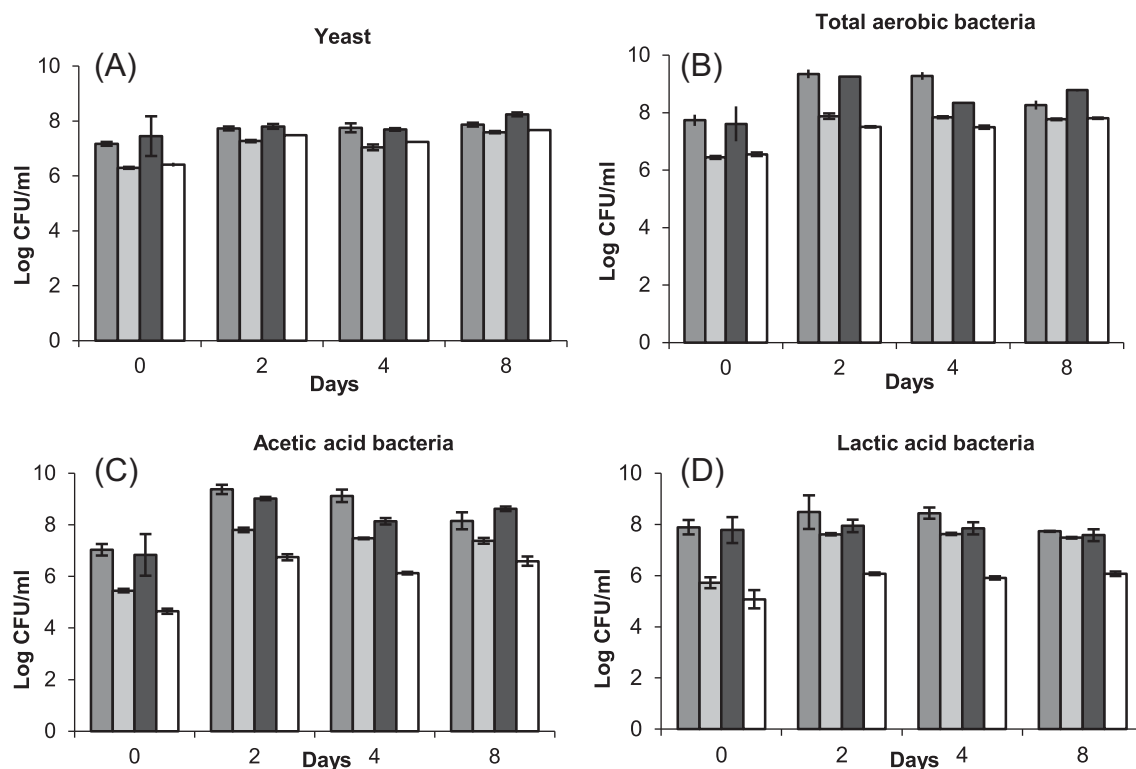 Yeast
(A)
Log CFU/ml
10
8
6
4
2
0
0 2 4 8
Days
Total aerobic bacteria
(B)
Log CFU/ml
10
8
6
4
2
0
0 2 4 8
Days
Acetic acid bacteria
(C)
Log CFU/ml
10
8
6
4
2
0
0 2 4 8
Days
Lactic acid bacteria
(D)
Log CFU/ml
10
8
6
4
2
0
0 2 4 8
Days